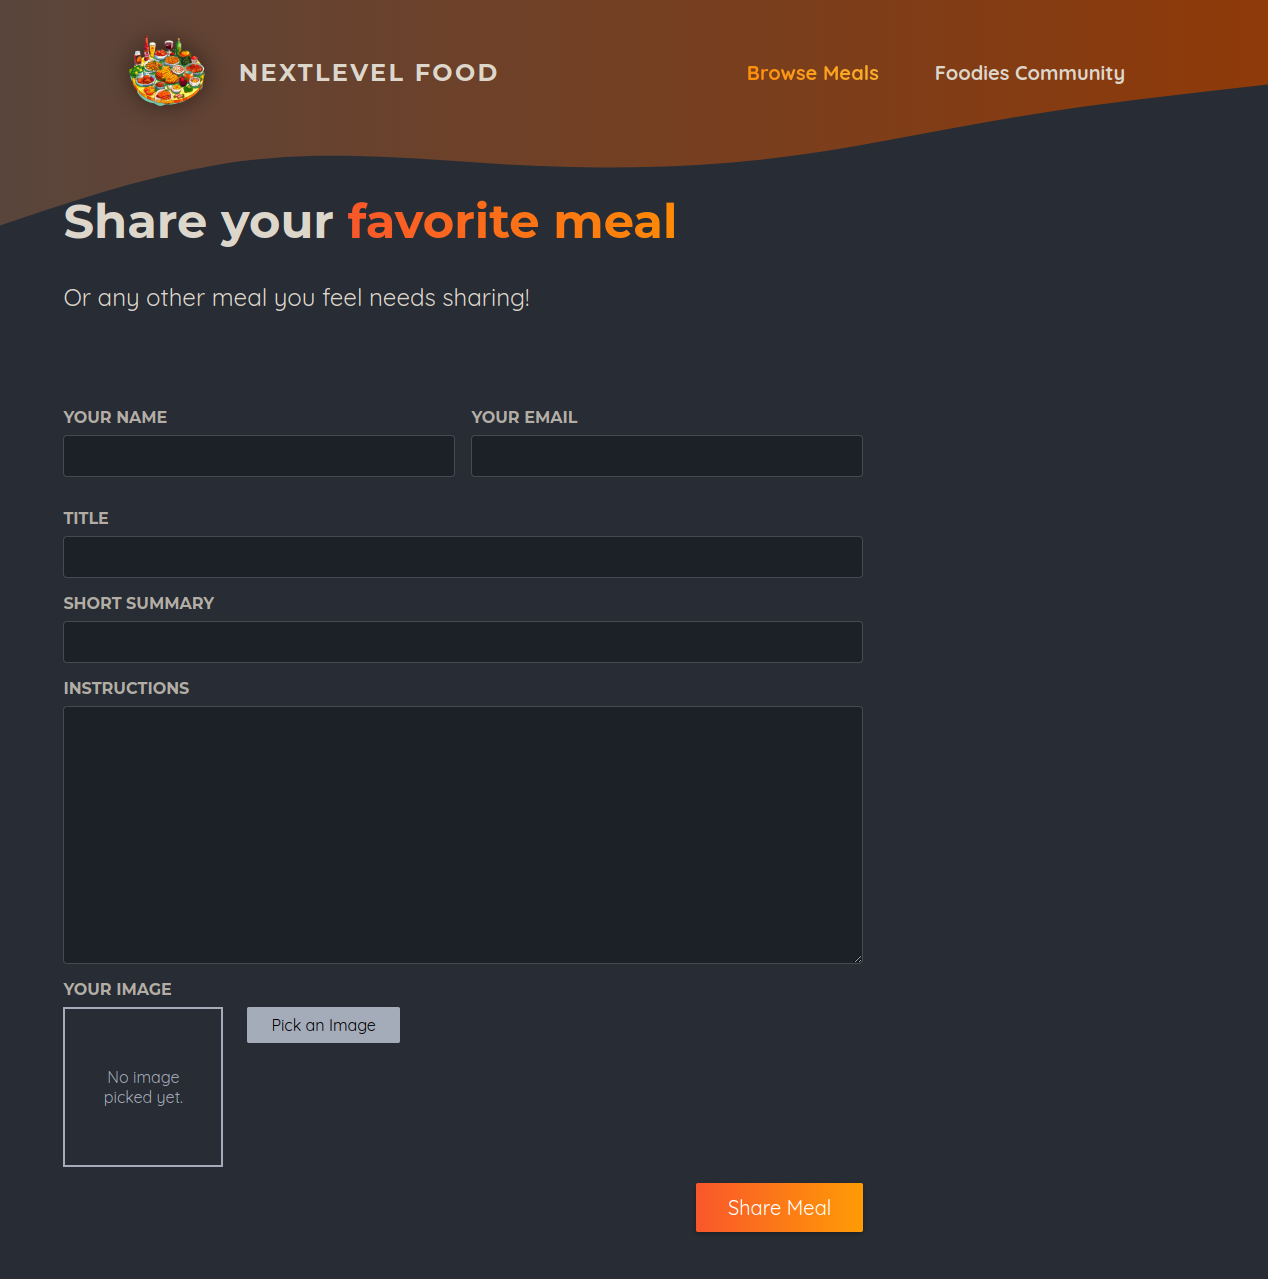 NEXTLEVEL FOOD
Browse Meals
Foodies Community
Share your favorite meal
Or any other meal you feel needs sharing!
YOUR NAME
YOUR EMAIL
TITLE
SHORT SUMMARY
INSTRUCTIONS
YOUR IMAGE
No image
picked yet.
Pick an Image
Share Meal